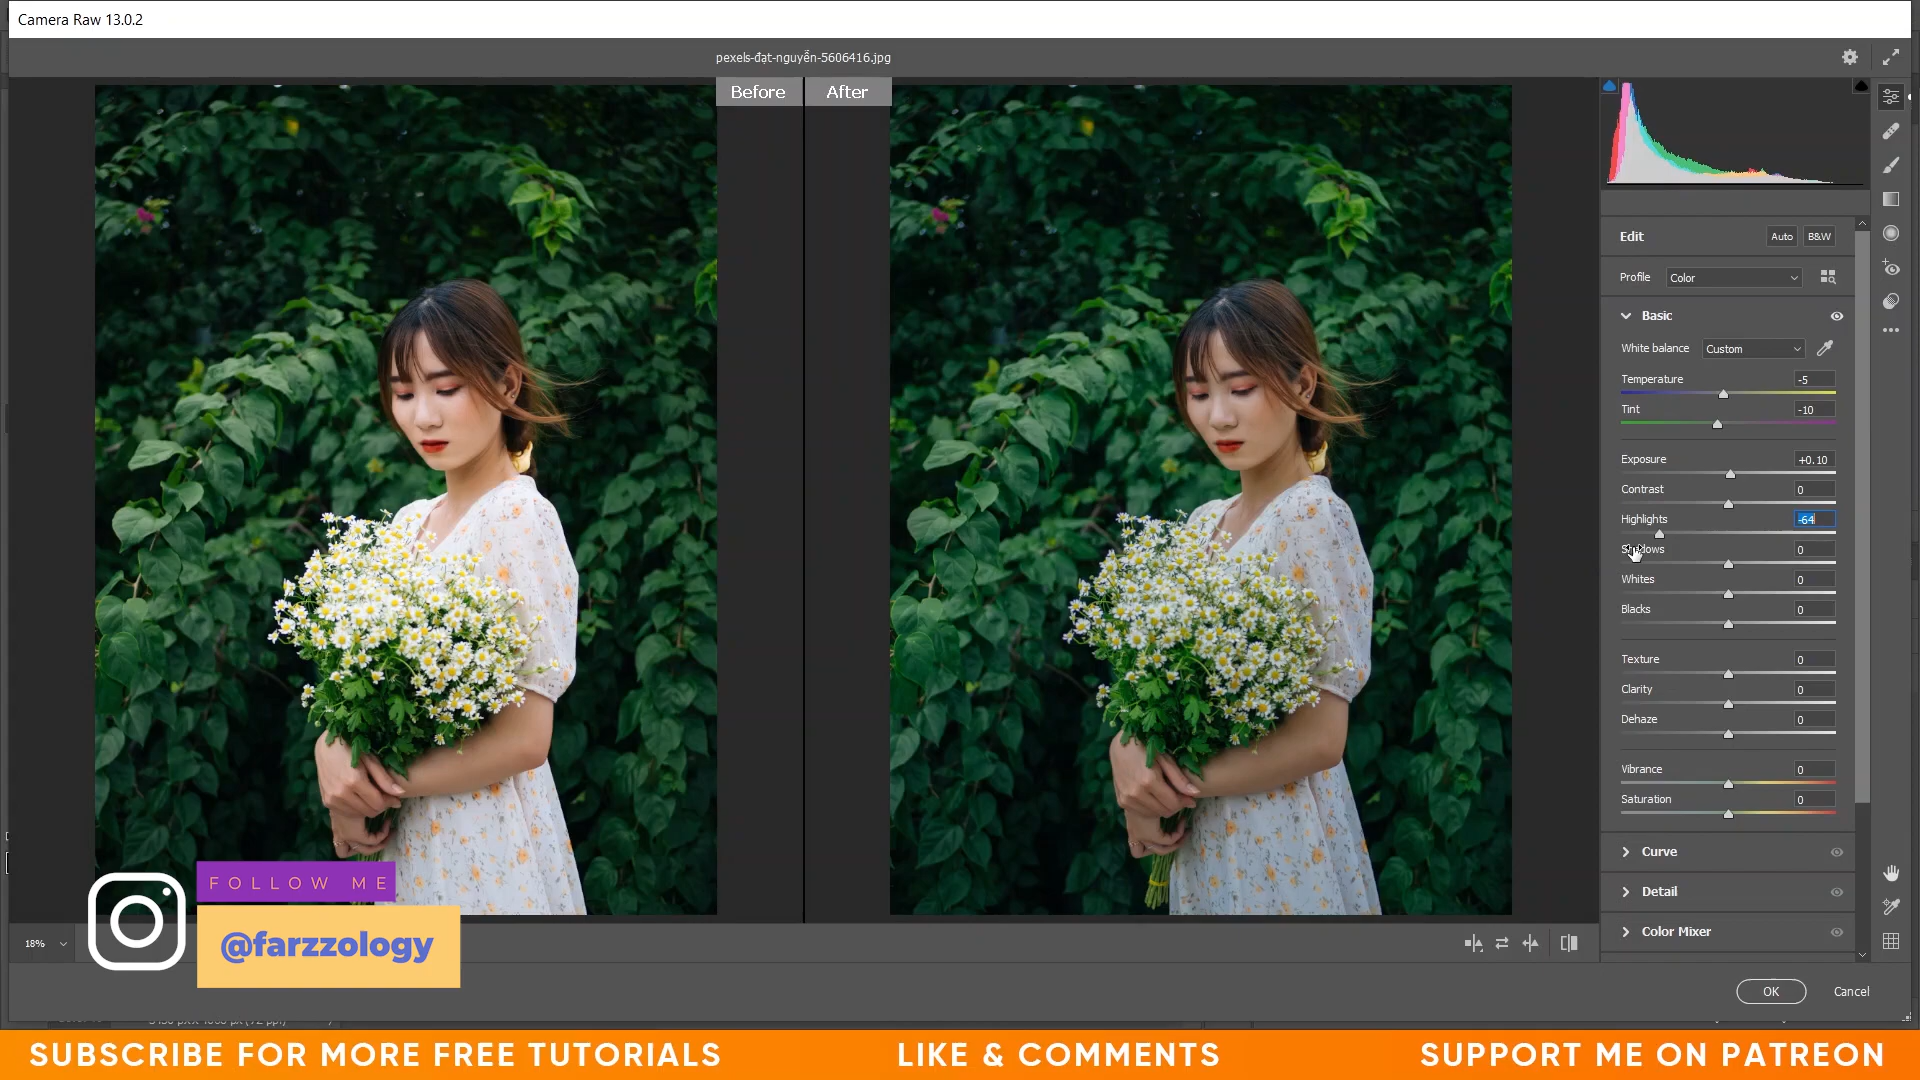 Camera Raw 13.0.2
pexels-đạt-nguyễn-5606416.jpg
Before
After
Edit
Auto
B&W
Profile
Color
Basic
White balance
Custom
Temperature
-5
Tint
-10
Exposure
+0.10
Contrast
0
Highlights
-64
Shadows
0
Whites
0
Blacks
0
Texture
0
Clarity
0
Dehaze
0
Vibrance
0
Saturation
0
Curve
Detail
Color Mixer
18%
FOLLOW ME
@farzzology
OK
Cancel
SUBSCRIBE FOR MORE FREE TUTORIALS
LIKE & COMMENTS
SUPPORT ME ON PATREON